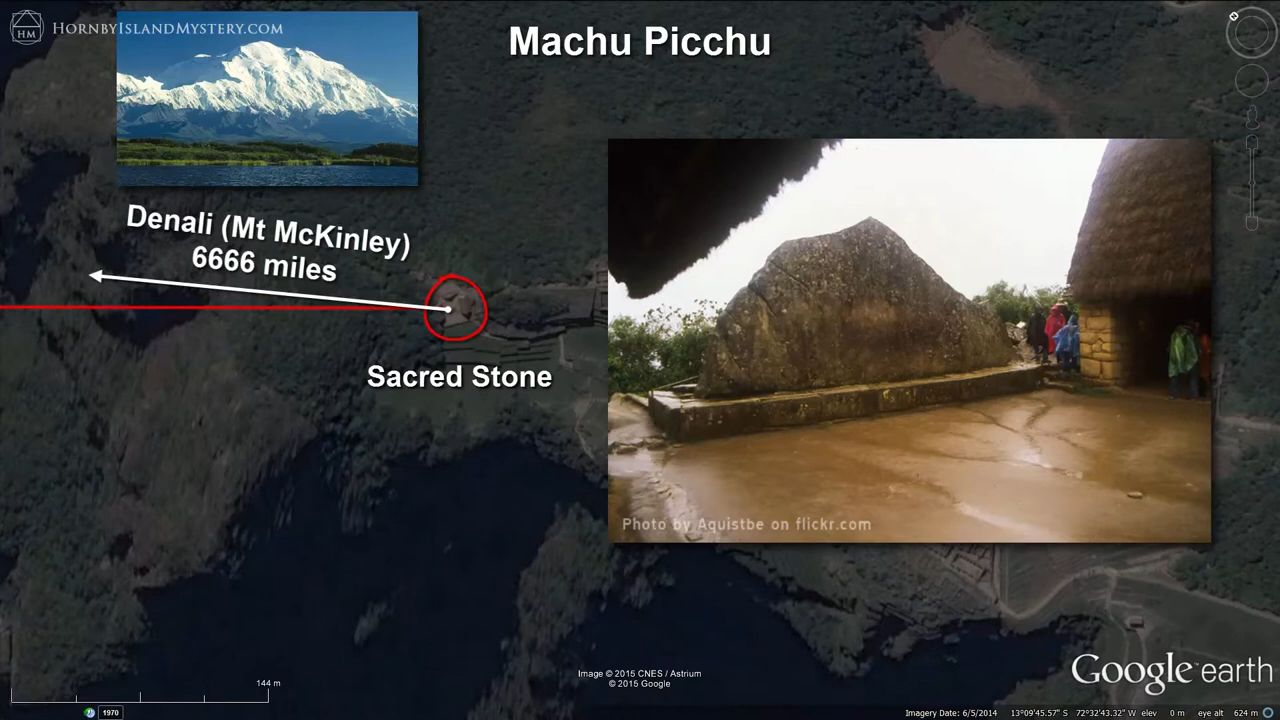 HM
HORNBYISLANDMYSTERY.COM
Machu Picchu
Denali (Mt McKinley)
6666 miles
Sacred Stone
Photo by Aquistbe on flickr.com
Image © 2015 CNES / Astrium
© 2015 Google
Google earth
144 m
1970
Imagery Date: 6/5/2014 13°09'45.57" S 72°32'43.32" W elev 0 m eye alt 624 m